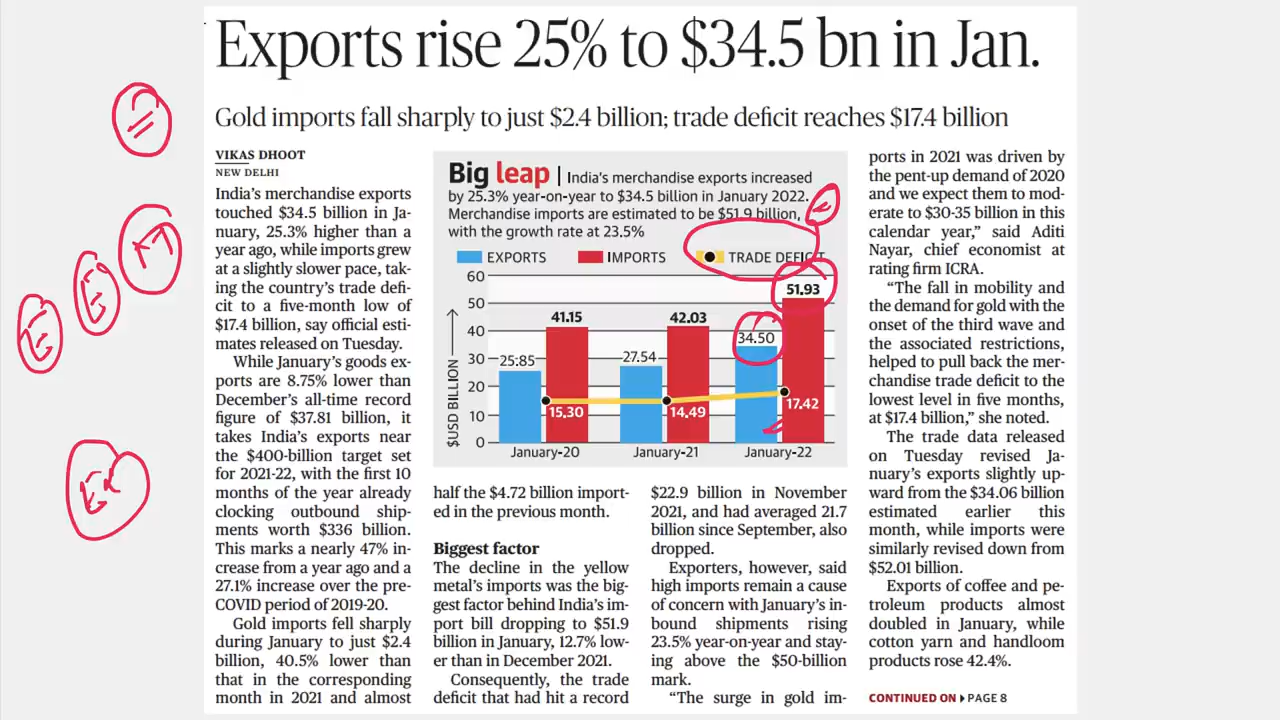 Exports rise 25% to $34.5 bn in Jan.
Gold imports fall sharply to just $2.4 billion; trade deficit reaches $17.4 billion
VIKAS DHOOT
NEW DELHI
India's merchandise exports
touched $34.5 billion in Ja-
nuary, 25.3% higher than a
year ago, while imports grew
at a slightly slower pace, tak-
ing the country's trade defi-
cit to a five-month low of
$17.4 billion, say official esti-
mates released on Tuesday.
While January's goods ex-
ports are 8.75% lower than
December's all-time record
figure of $37.81 billion, it
takes India's exports near
the $400-billion target set
for 2021-22, with the first 10
months of the year already
clocking outbound ship-
ments worth $336 billion.
This marks a nearly 47% in-
crease from a year ago and a
27.1% increase over the pre-
COVID period of 2019-20.
Gold imports fell sharply
during January to just $2.4
billion, 40.5% lower than
that in the corresponding
month in 2021 and almost
Big leap | India's merchandise exports increased
by 25.3% year-on-year to $34.5 billion in January 2022.
Merchandise imports are estimated to be $51.9 billion,
with the growth rate at 23.5%
EXPORTS IMPORTS TRADE DEFICIT
$USD BILLION
60
50
40
30
20
10
0
25.85 41.15 15.30
27.54 42.03 14.49
34.50 51.93 17.42
January-20 January-21 January-22
half the $4.72 billion import-
ed in the previous month.
Biggest factor
The decline in the yellow
metal's imports was the big-
gest factor behind India's im-
port bill dropping to $51.9
billion in January, 12.7% low-
er than in December 2021.
Consequently, the trade
deficit that had hit a record
$22.9 billion in November
2021, and had averaged 21.7
billion since September, also
dropped.
Exporters, however, said
high imports remain a cause
of concern with January's in-
bound shipments rising
23.5% year-on-year and stay-
ing above the $50-billion
mark.
"The surge in gold im-
ports in 2021 was driven by
the pent-up demand of 2020
and we expect them to mod-
erate to $30-35 billion in this
calendar year," said Aditi
Nayar, chief economist at
rating firm ICRA.
"The fall in mobility and
the demand for gold with the
onset of the third wave and
the associated restrictions,
helped to pull back the mer-
chandise trade deficit to the
lowest level in five months,
at $17.4 billion," she noted.
The trade data released
on Tuesday revised Ja-
nuary's exports slightly up-
ward from the $34.06 billion
estimated earlier this
month, while imports were
similarly revised down from
$52.01 billion.
Exports of coffee and pe-
troleum products almost
doubled in January, while
cotton yarn and handloom
products rose 42.4%.
CONTINUED ON PAGE 8